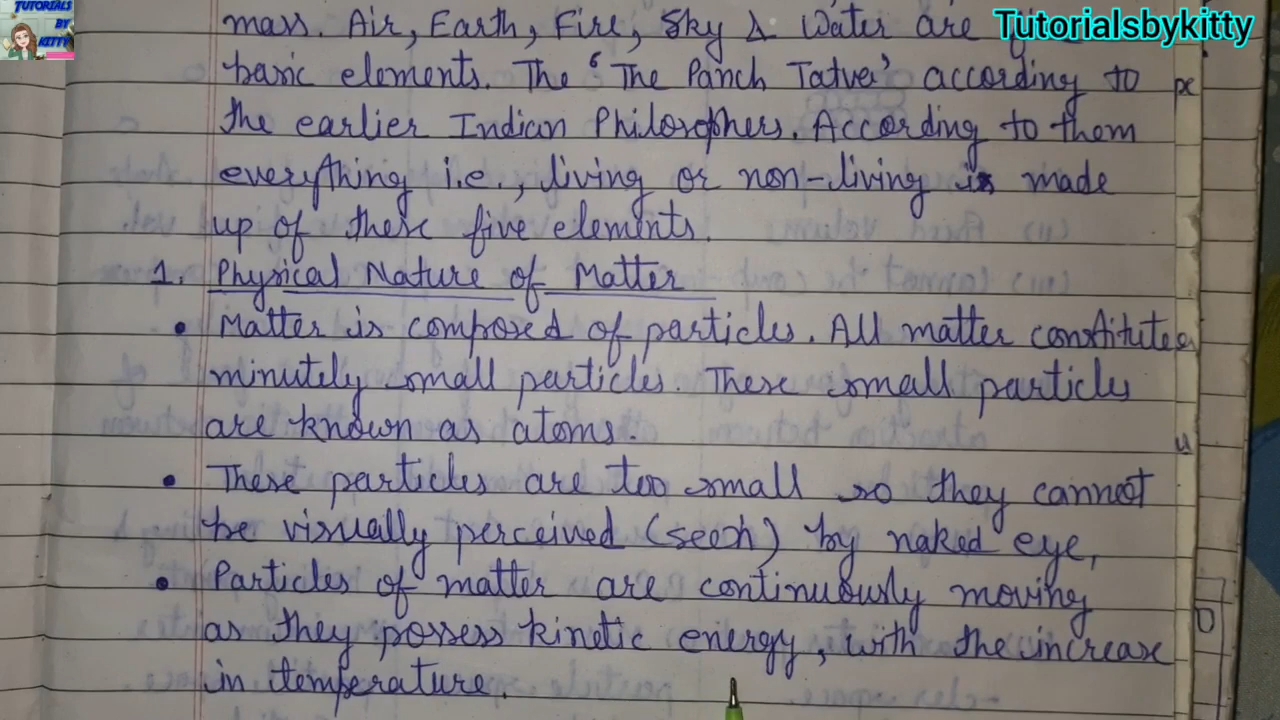 TUTORIALS
BY
KITTY
Tutorialsbykitty
mass. Air, Earth, Fire, Sky & Water are
basic elements. The ‘The Panch Tatva’ according to
the earlier Indian Philosophers. According to them
everything i.e., living or non-living is made
up of these five elements.
1. Physical Nature of Matter
• Matter is composed of particles. All matter constitutes
minutely small particles. These small particles
are known as atoms.
• These particles are too small so they cannot
be visually perceived (seen) by naked eye,
• Particles of matter are continuously moving
as they possess kinetic energy, with the increase
in temperature.